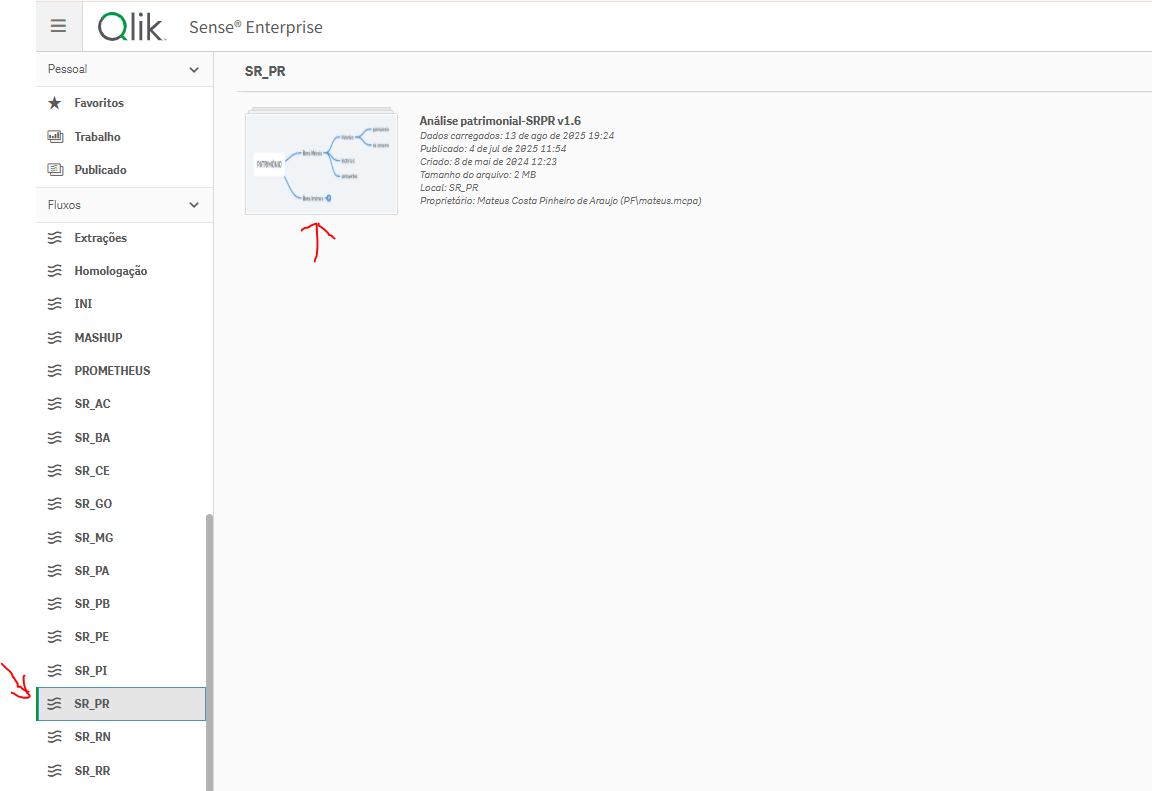 Qlik Sense® Enterprise
Pessoal
Favoritos
Trabalho
Publicado
Fluxos
Extrações
Homologação
INI
MASHUP
PROMETHEUS
SR_AC
SR_BA
SR_CE
SR_GO
SR_MG
SR_PA
SR_PB
SR_PE
SR_PI
SR_PR
SR_RN
SR_RR
SR_PR
PATRIMÔNIO
Bens Móveis
Análise patrimonial-SRPR v1.6
Dados carregados: 13 de ago de 2025 19:24
Publicado: 4 de jul de 2025 11:54
Criado: 8 de mai de 2024 12:23
Tamanho do arquivo: 2 MB
Local: SR_PR
Proprietário: Mateus Costa Pinheiro de Araujo (PF\mateus.mcpa)